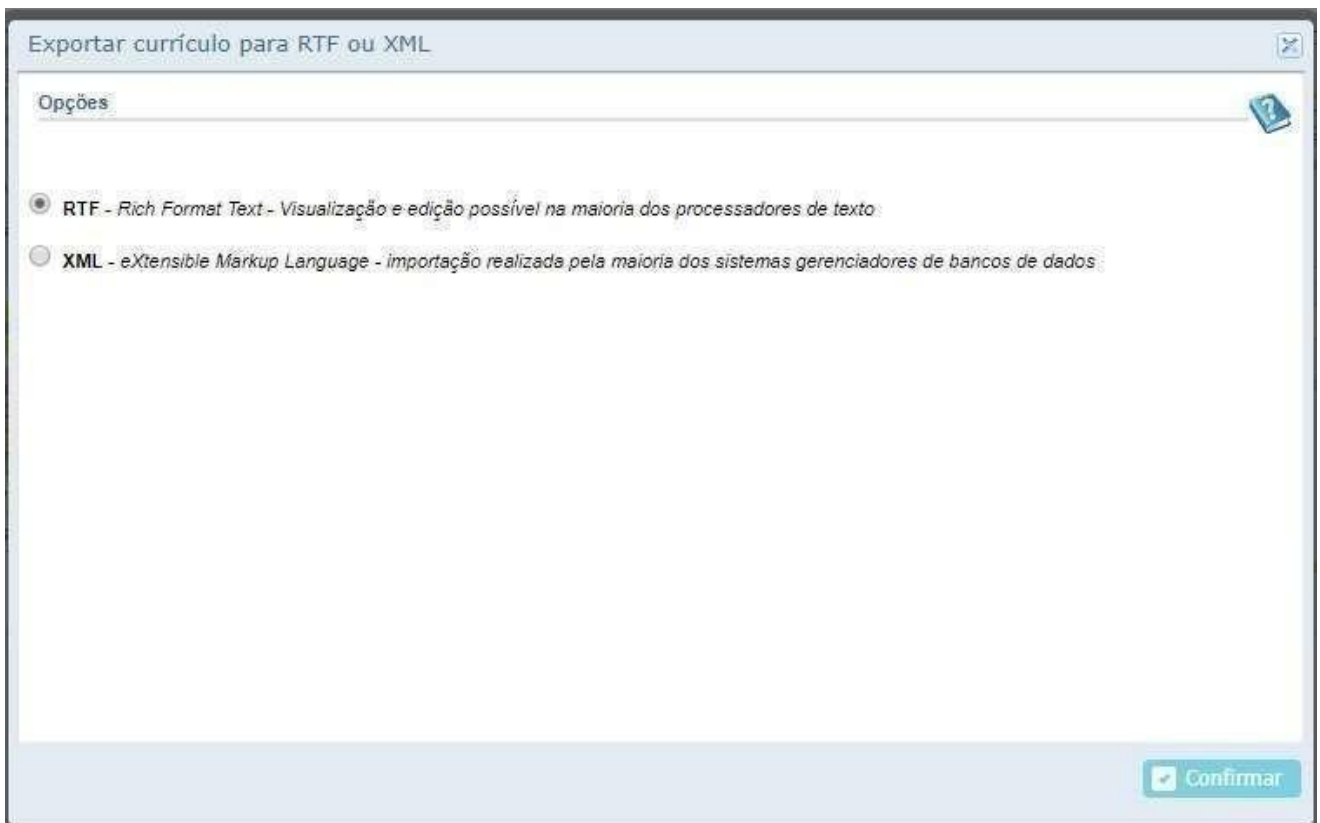 Exportar currículo para RTF ou XML
Opções
RTF - Rich Format Text - Visualização e edição possível na maioria dos processadores de texto
XML - eXtensible Markup Language - importação realizada pela maioria dos sistemas gerenciadores de bancos de dados
Confirmar